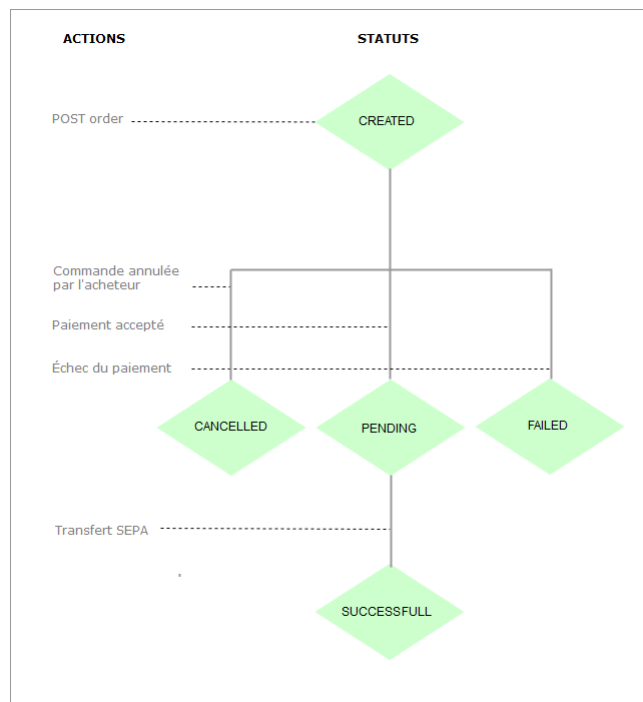 ACTIONS STATUTS
POST order
CREATED
Commande annulée
par l'acheteur
Paiement accepté
Échec du paiement
CANCELLED
PENDING
FAILED
Transfert SEPA
SUCCESSFULL